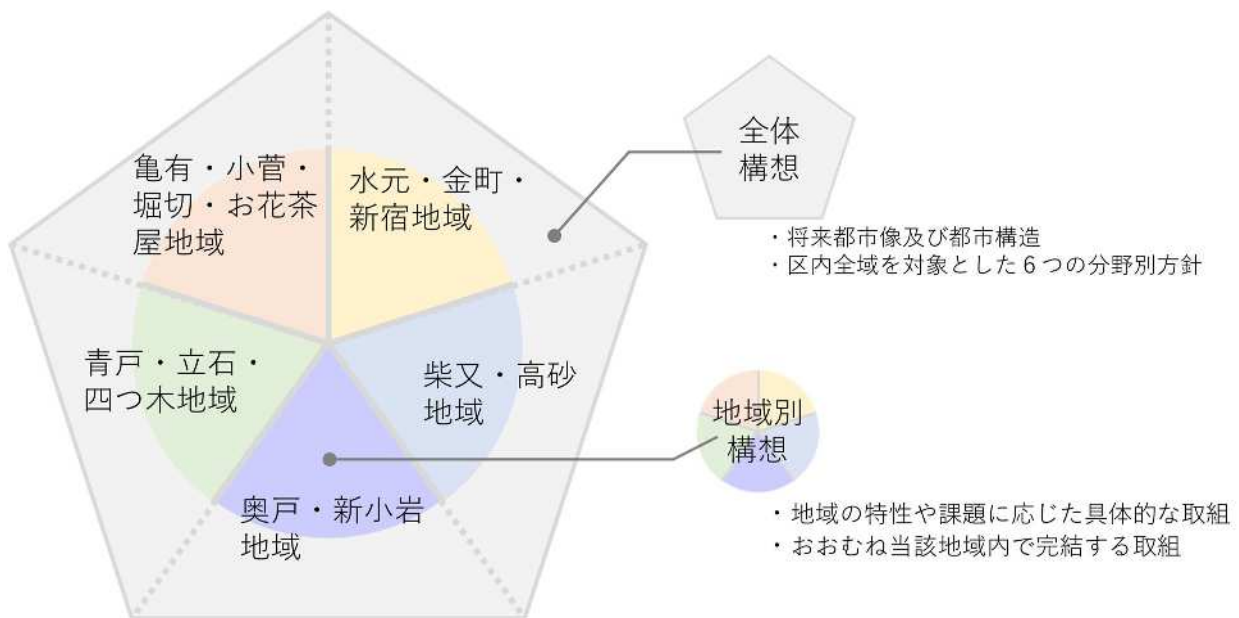 亀有・小菅・
堀切・お花茶
屋地域
水元・金町・
新宿地域
青戸・立石・
四つ木地域
柴又・高砂
地域
奥戸・新小岩
地域
全体
構想
・将来都市像及び都市構造
・区内全域を対象とした６つの分野別方針
地域別
構想
・地域の特性や課題に応じた具体的な取組
・おおむね当該地域内で完結する取組